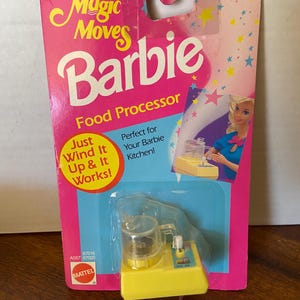 Magic
Moves
Barbie
Food Processor
Just
Wind It
Up & It
Works!
Perfect for
Your Barbie
Kitchen!
MATTEL